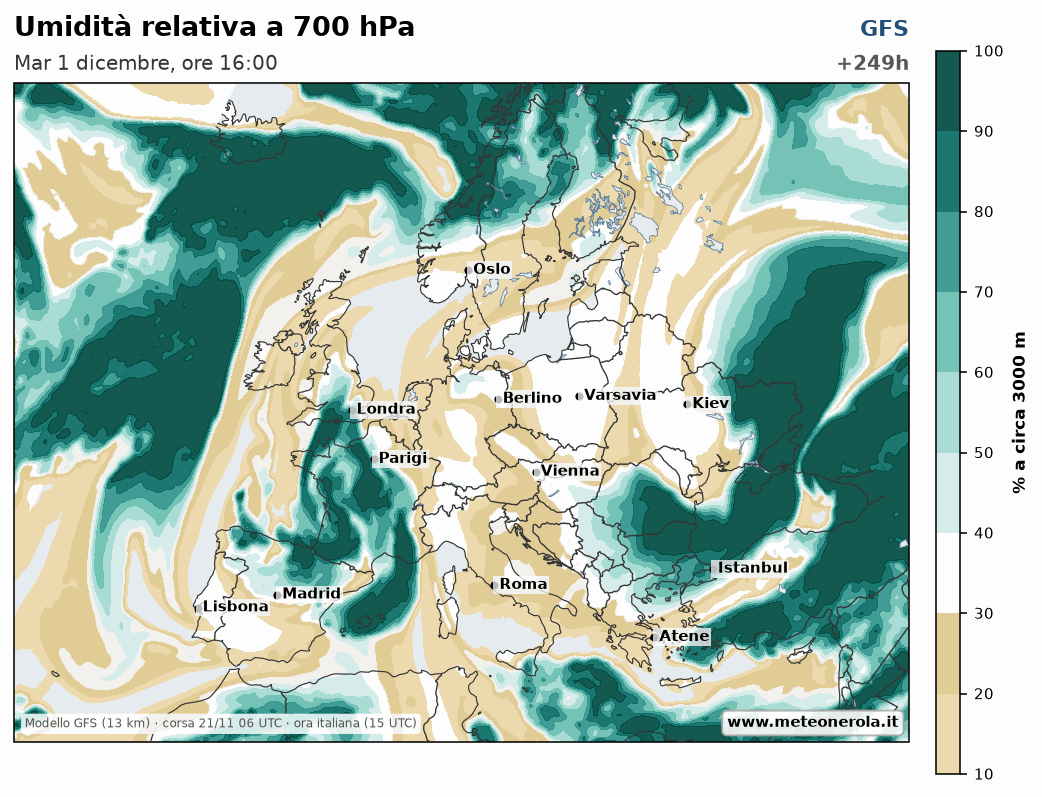 Umidità relativa a 700 hPa
GFS
Mar 1 dicembre, ore 16:00
+249h
100
90
80
70
60
50
40
30
20
10
% a circa 3000 m
Oslo
Berlino
Varsavia
Kiev
Londra
Parigi
Vienna
Istanbul
Roma
Madrid
Lisbona
Atene
Modello GFS (13 km) · corsa 21/11 06 UTC · ora italiana (15 UTC)
www.meteonerola.it